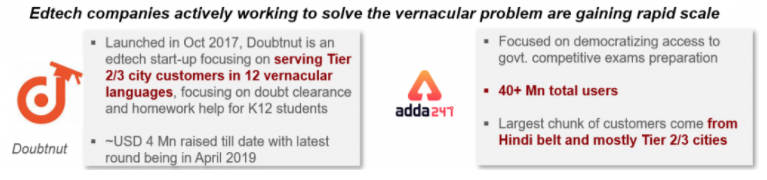 Edtech companies actively working to solve the vernacular problem are gaining rapid scale
Doubtnut
▪ Launched in Oct 2017, Doubtnut is an
edtech start-up focusing on serving Tier
2/3 city customers in 12 vernacular
languages, focusing on doubt clearance
and homework help for K12 students
▪ ~USD 4 Mn raised till date with latest
round being in April 2019
adda247
▪ Focused on democratizing access to
govt. competitive exams preparation
▪ 40+ Mn total users
▪ Largest chunk of customers come from
Hindi belt and mostly Tier 2/3 cities